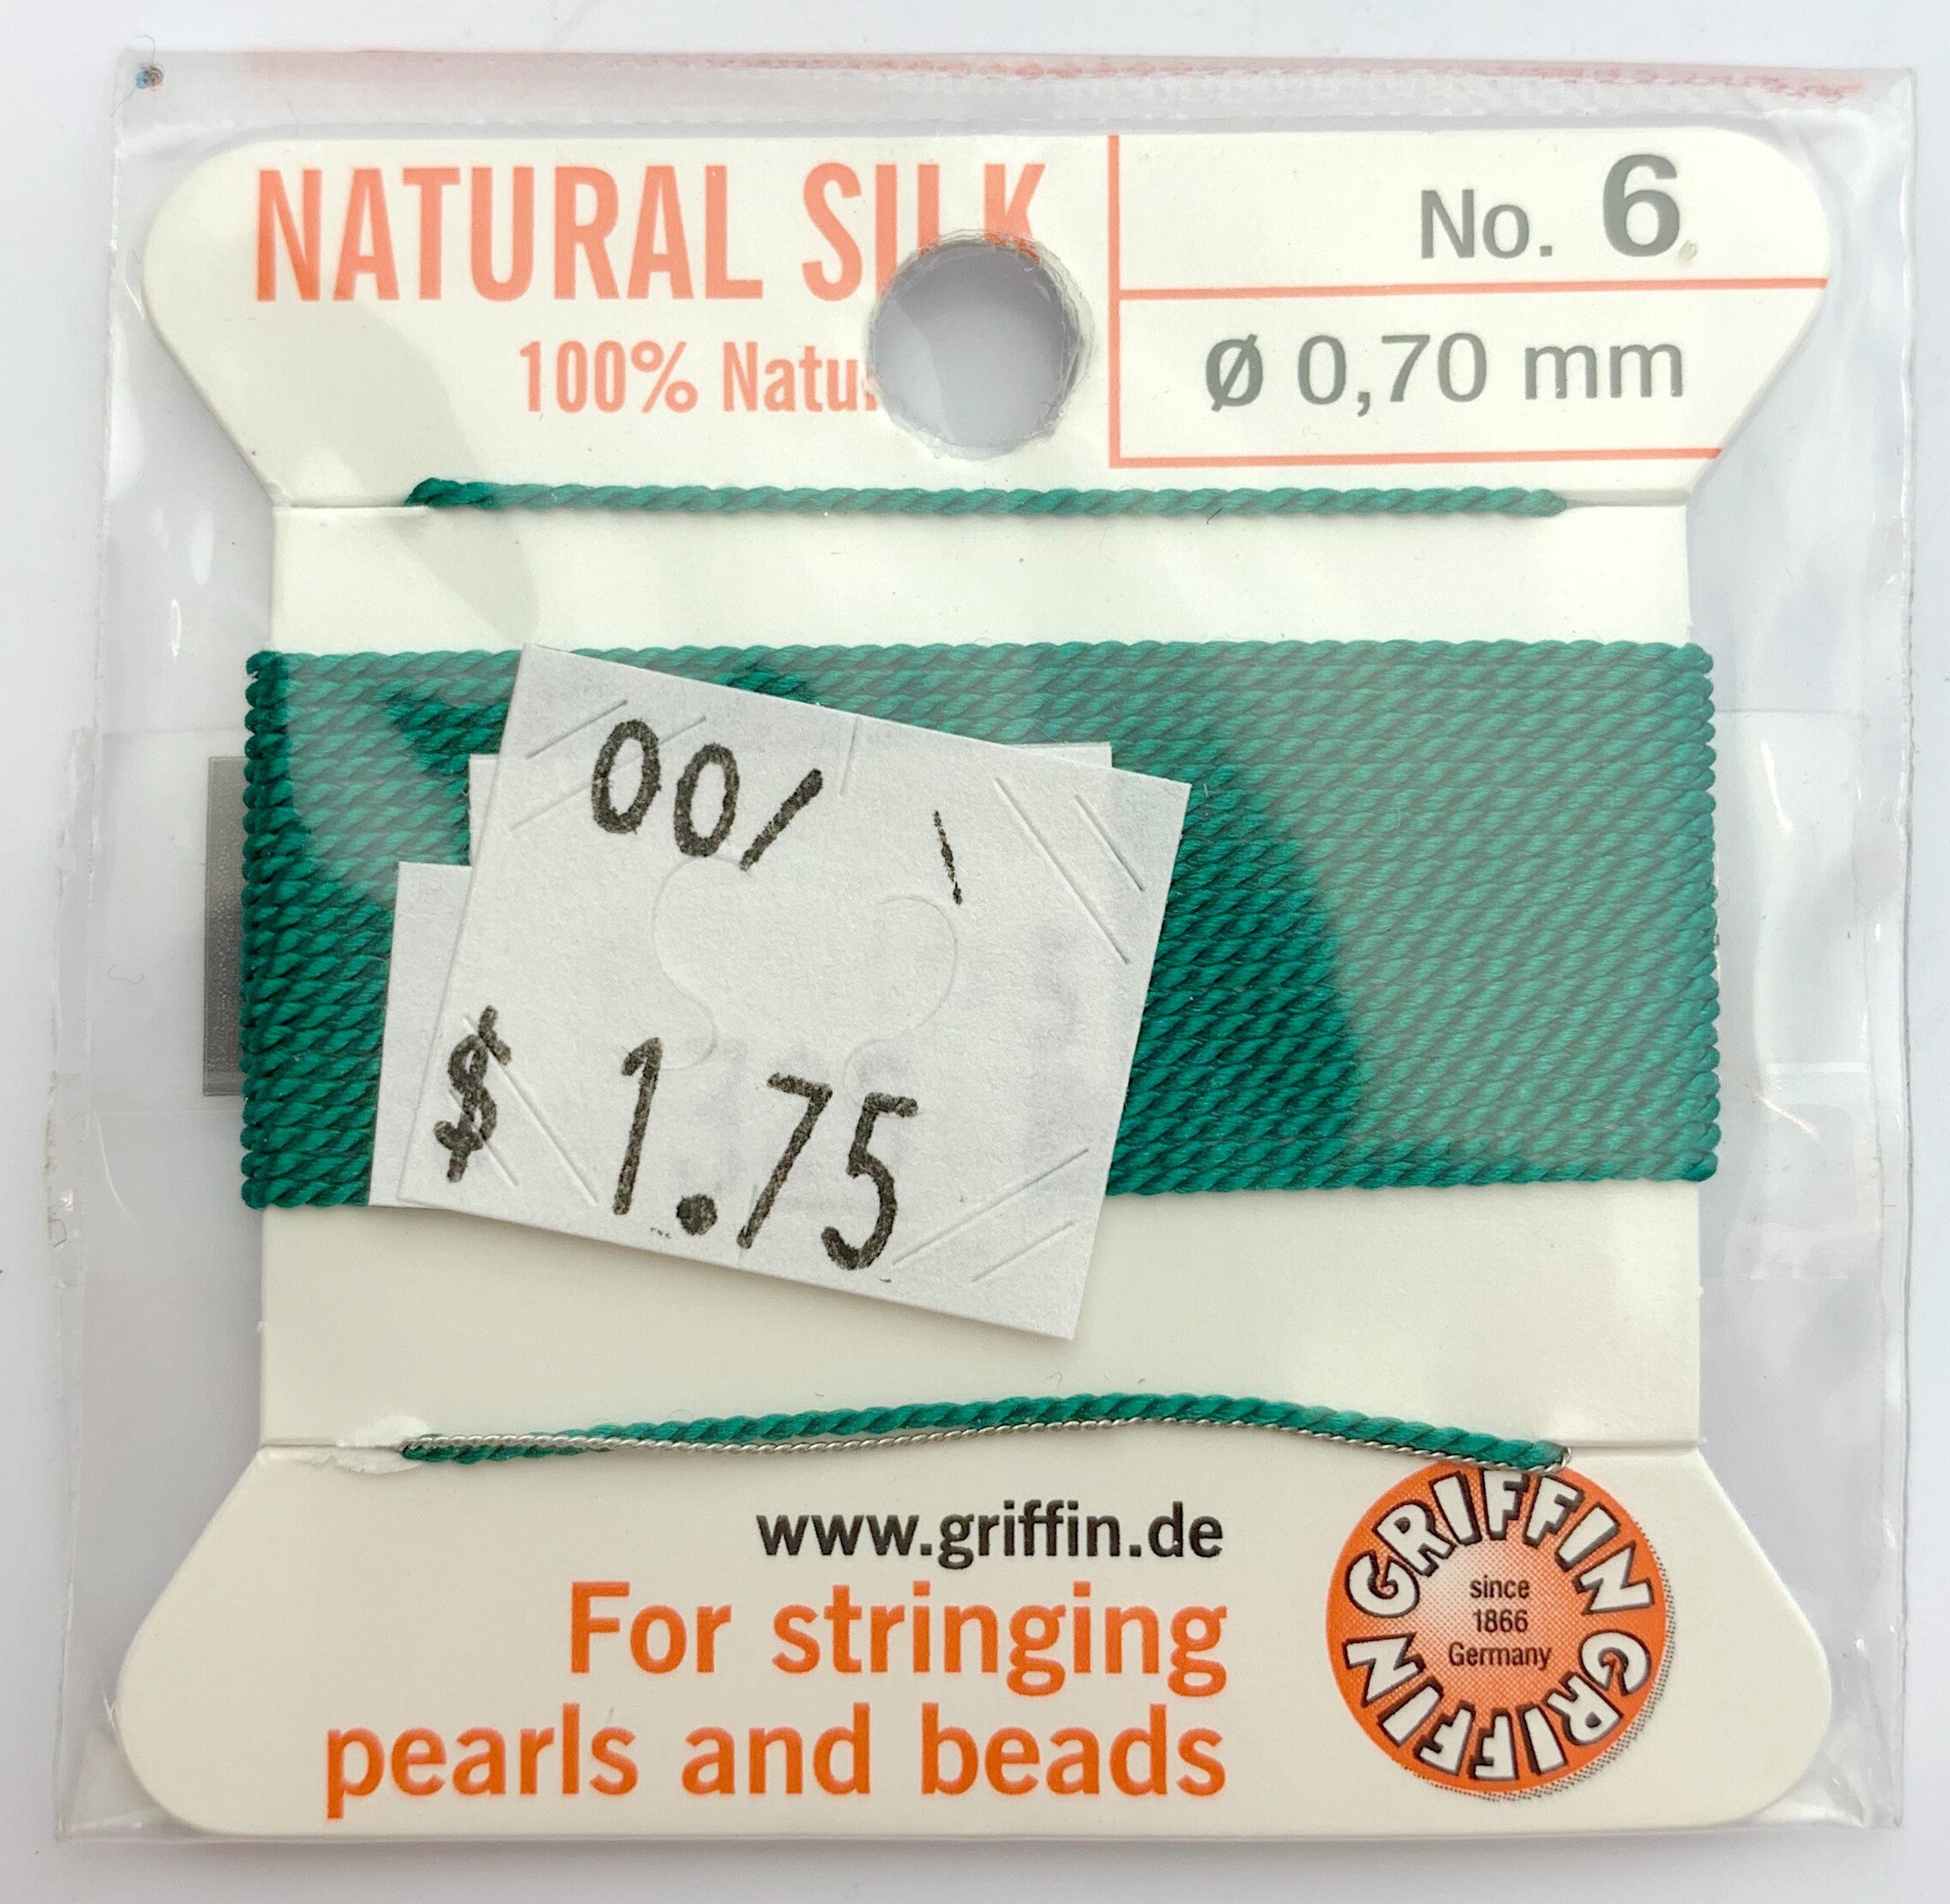 NATURAL SILK
100% Natu
No. 6
Ø 0,70 mm
00/
$ 1.75
www.griffin.de
For stringing
pearls and beads
GRIFFIN GRIFFIN
since
1866
Germany